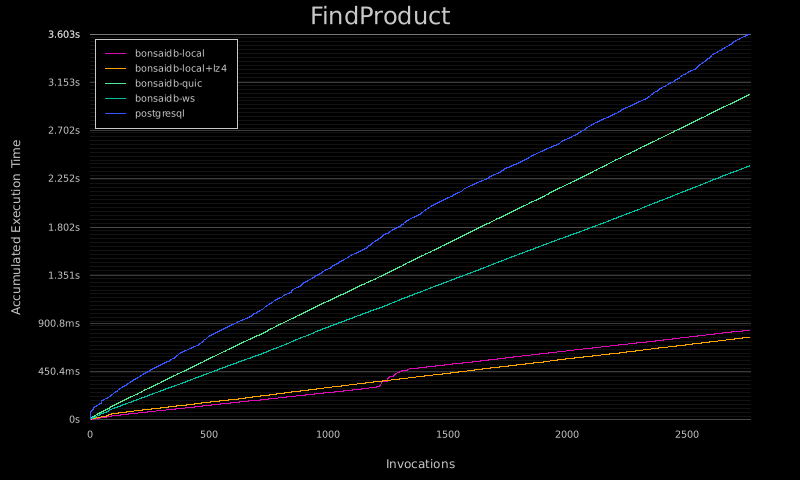 FindProduct
3.603s
bonsaidb-local
bonsaidb-local+lz4
bonsaidb-quic
bonsaidb-ws
postgresql
3.153s
2.702s
2.252s
1.802s
1.351s
900.8ms
450.4ms
0s
Accumulated Execution Time
0 500 1000 1500 2000 2500
Invocations